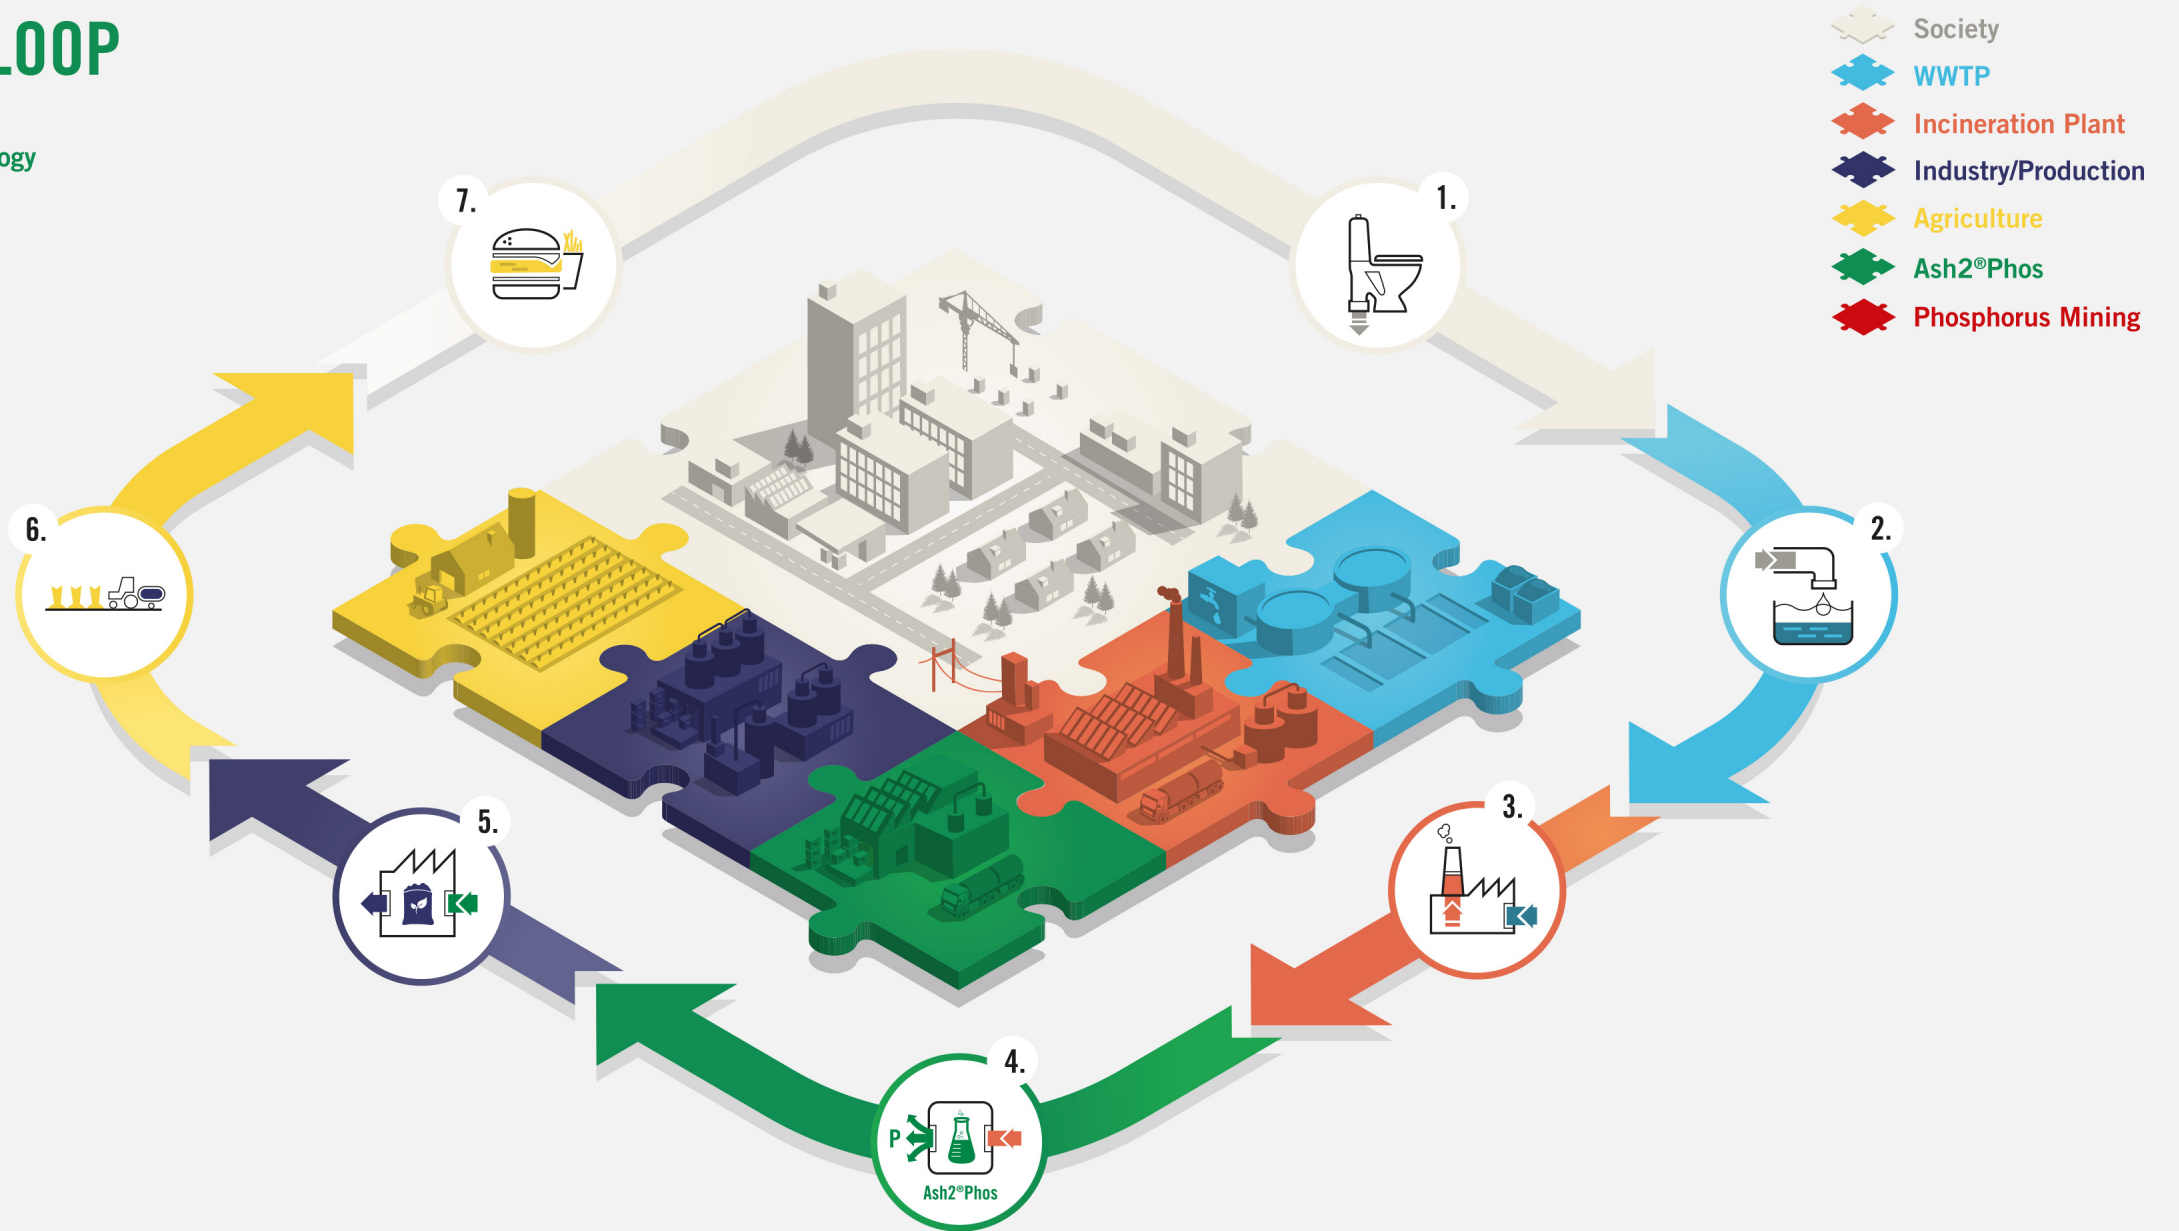 LOOP
ogy
Society
WWTP
Incineration Plant
Industry/Production
Agriculture
Ash2®Phos
Phosphorus Mining
7.
1.
6.
2.
5.
3.
4.
P
Ash2®Phos